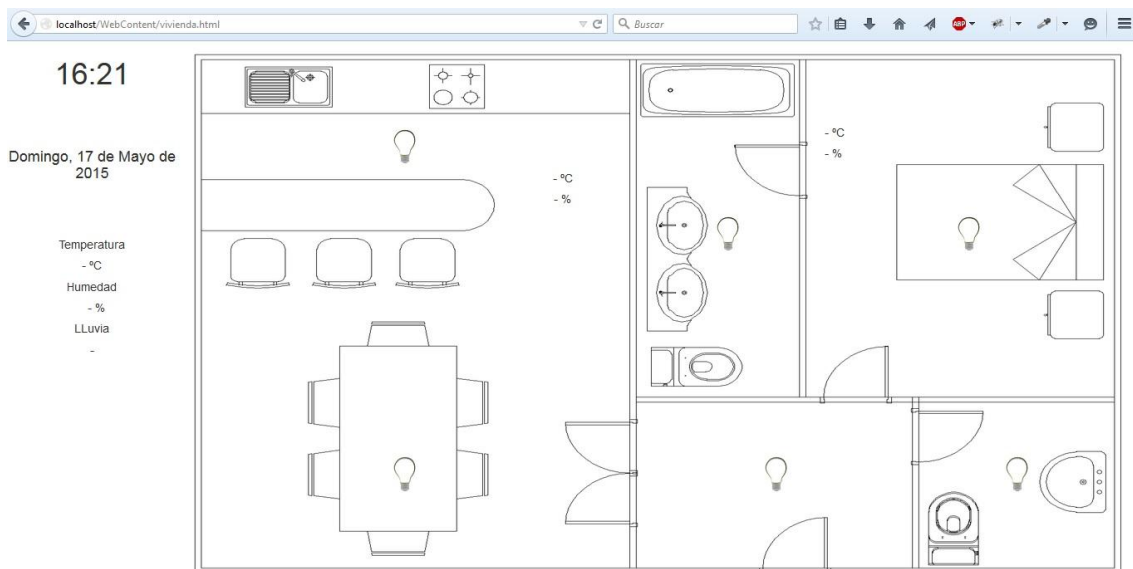 localhost/WebContent/vivienda.html
Buscar
ABP
16:21
Domingo, 17 de Mayo de
2015
Temperatura
- ºC
Humedad
- %
LLuvia
-
- ºC
- %
- ºC
- %